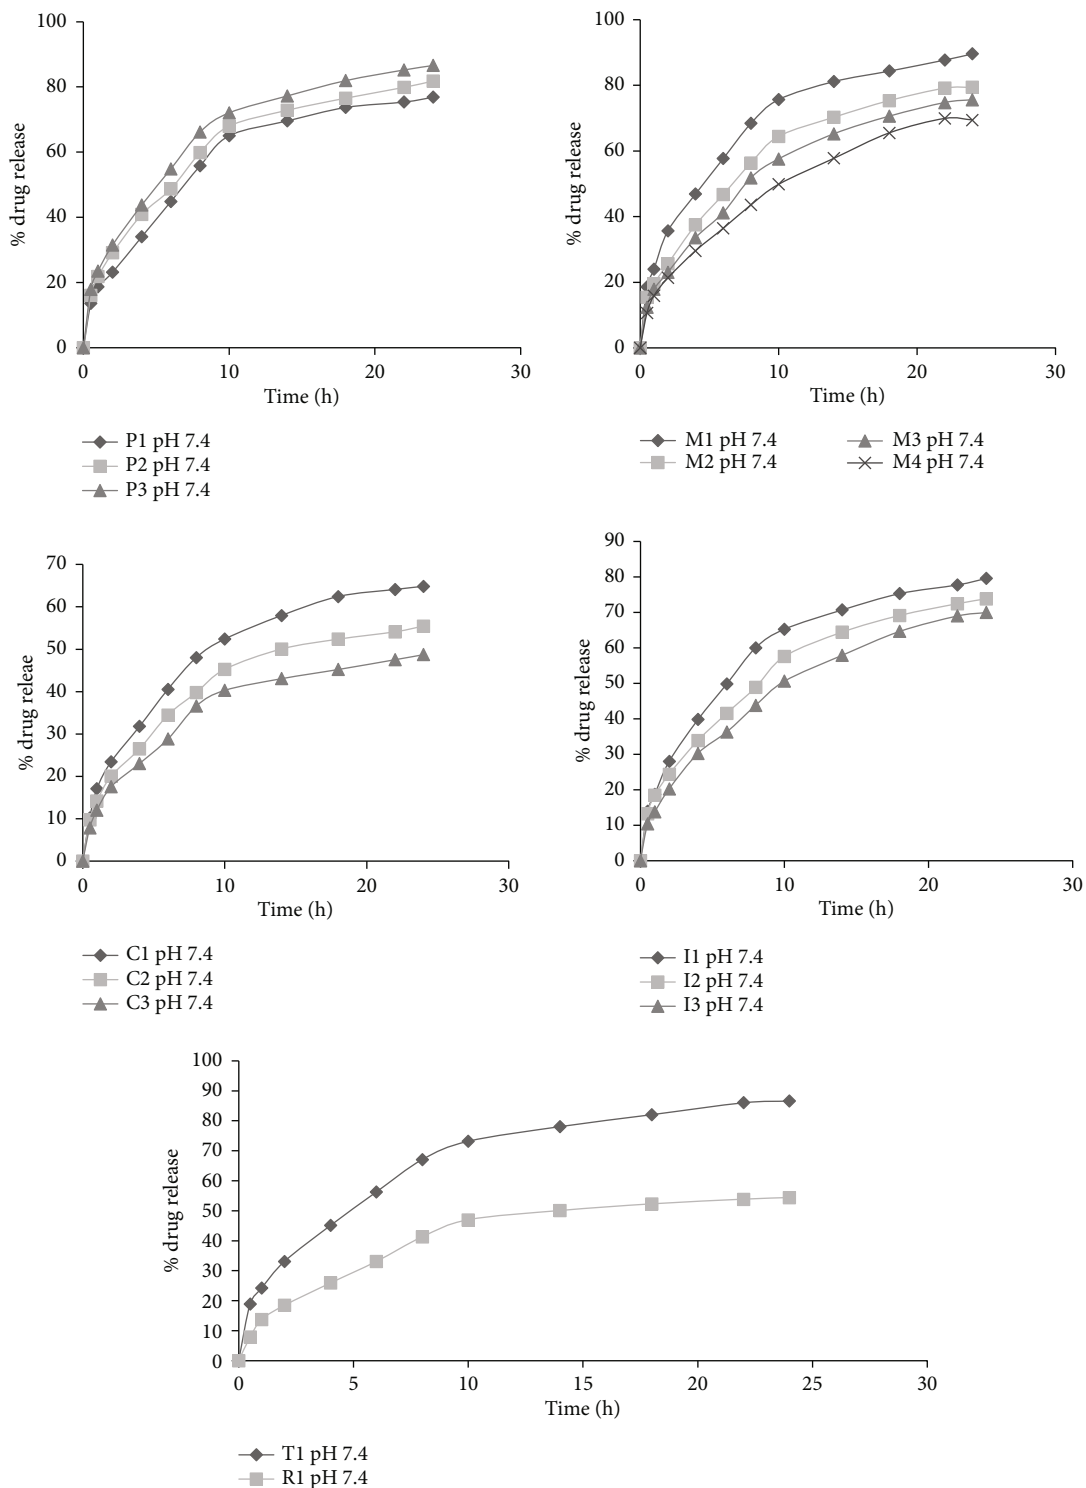 100
80
60
40
20
0
% drug release
0 10 20 30
Time (h)
P1 pH 7.4
P2 pH 7.4
P3 pH 7.4
100
80
60
40
20
0
% drug release
0 10 20 30
Time (h)
M1 pH 7.4 M3 pH 7.4
M2 pH 7.4 M4 pH 7.4
70
60
50
40
30
20
10
0
% drug releae
0 10 20 30
Time (h)
C1 pH 7.4
C2 pH 7.4
C3 pH 7.4
90
80
70
60
50
40
30
20
10
0
% drug release
0 10 20 30
Time (h)
I1 pH 7.4
I2 pH 7.4
I3 pH 7.4
100
90
80
70
60
50
40
30
20
10
0
% drug release
0 5 10 15 20 25 30
Time (h)
T1 pH 7.4
R1 pH 7.4